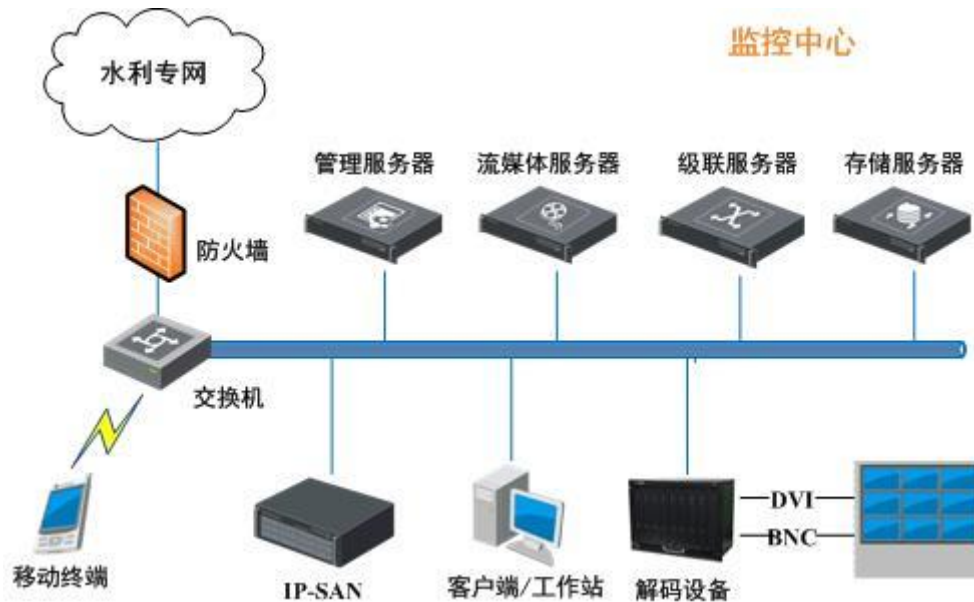 监控中心
水利专网
管理服务器
流媒体服务器
级联服务器
存储服务器
防火墙
交换机
DVI
BNC
移动终端
IP-SAN
客户端/工作站
解码设备